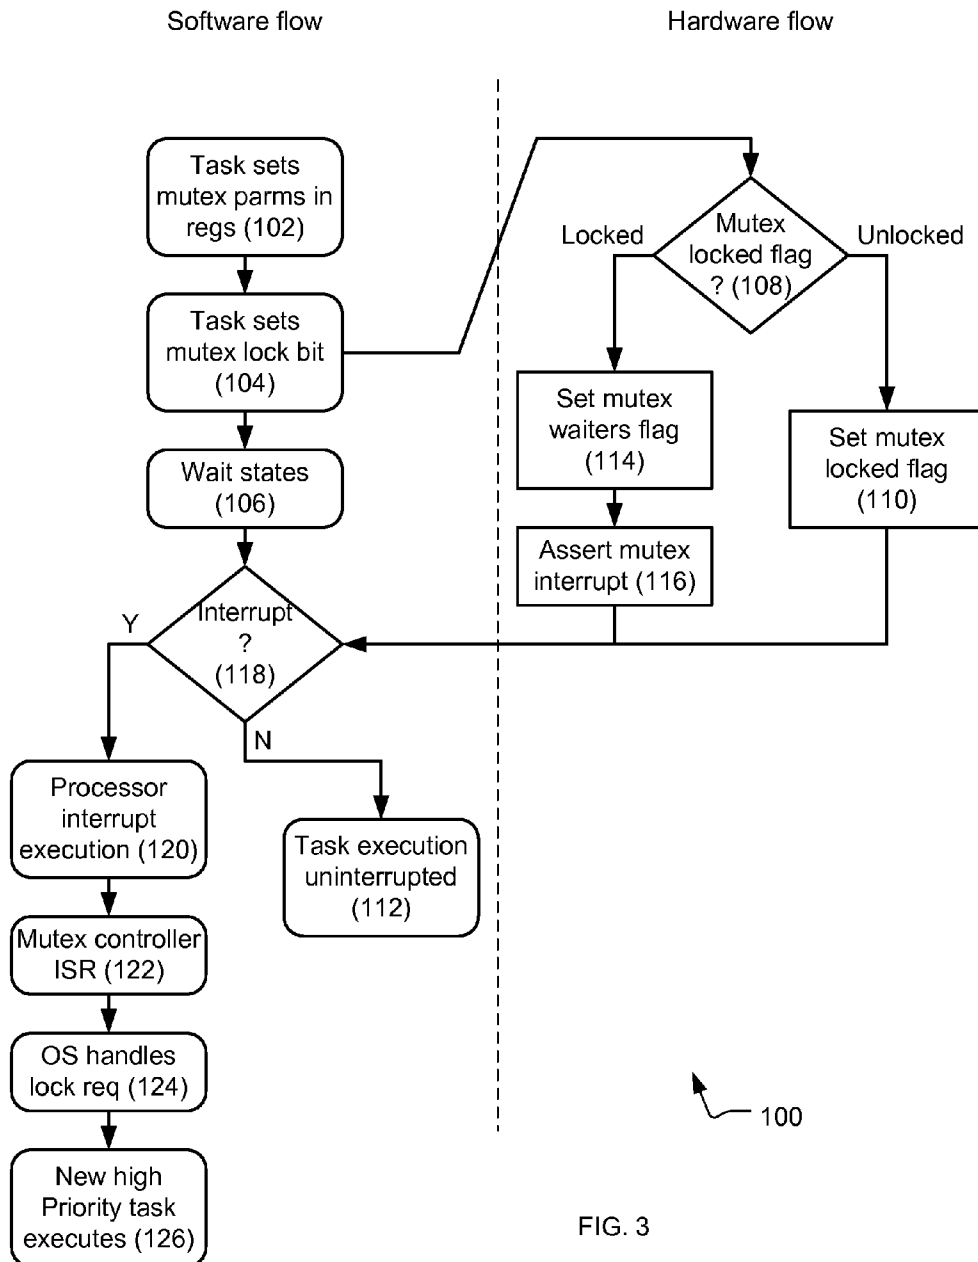 Software flow
Hardware flow
Task sets
mutex parms in
regs (102)
Task sets
mutex lock bit
(104)
Wait states
(106)
Mutex
locked flag
? (108)
Locked
Unlocked
Set mutex
waiters flag
(114)
Set mutex
locked flag
(110)
Assert mutex
interrupt (116)
Interrupt
?
(118)
Y
N
Processor
interrupt
execution (120)
Task execution
uninterrupted
(112)
Mutex controller
ISR (122)
OS handles
lock req (124)
New high
Priority task
executes (126)
100
FIG. 3